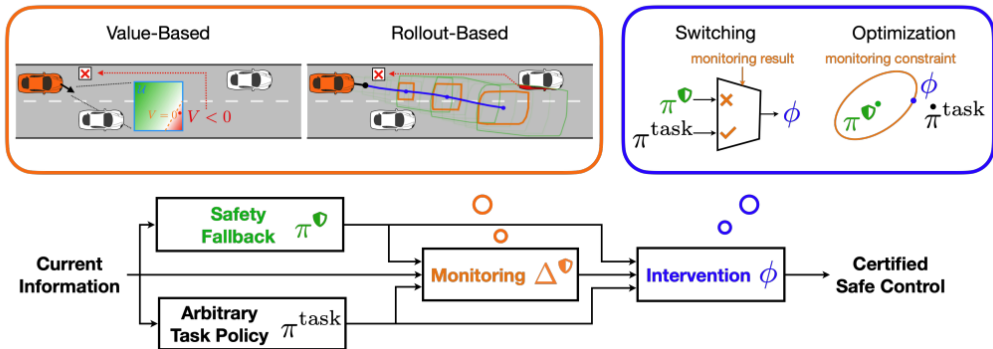 Value-Based
Rollout-Based
u
V = 0
V < 0
Switching
monitoring result
π
π^task
ϕ
Optimization
monitoring constraint
ϕ
π
π^task
Safety
Fallback π
Current
Information
Monitoring Δ
Intervention ϕ
Certified
Safe Control
Arbitrary
Task Policy π^task